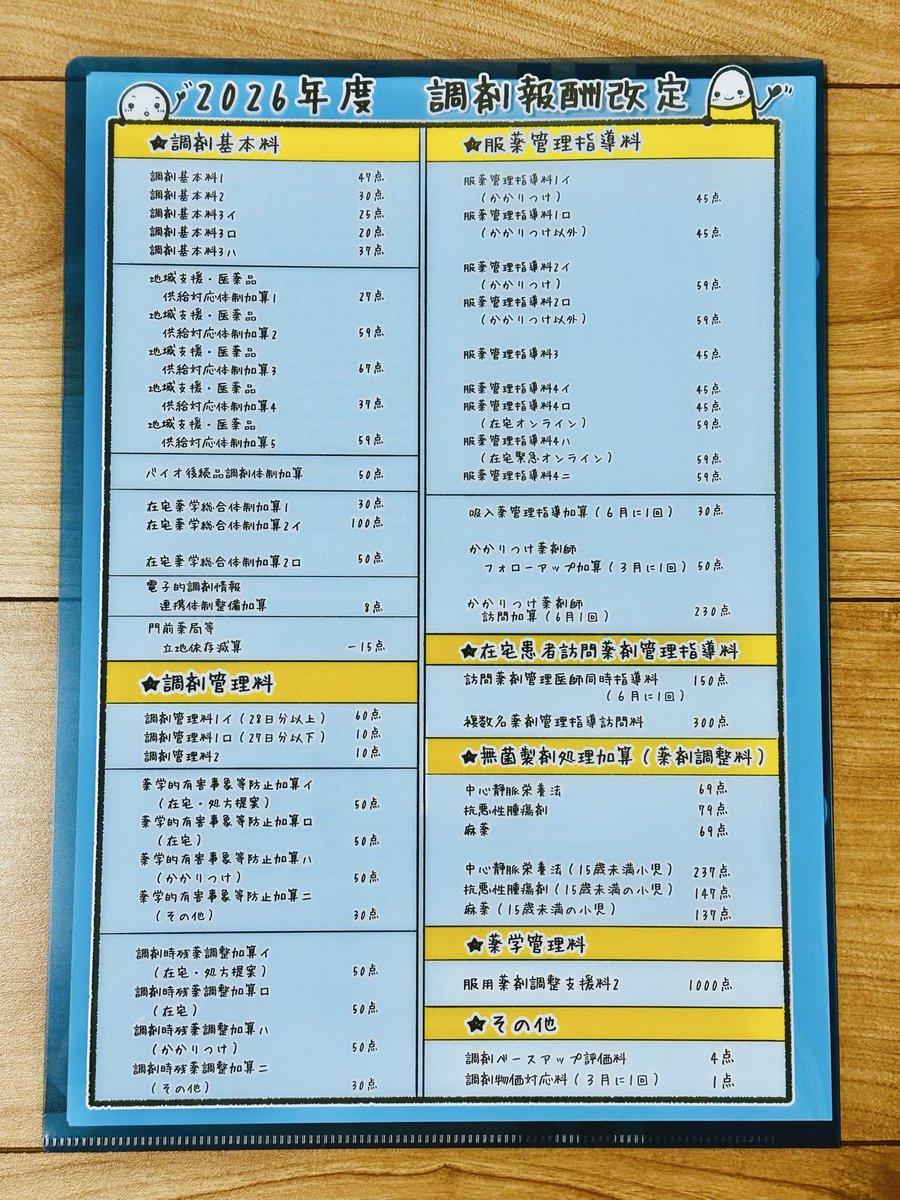 2026年度 調剤報酬改定
★調剤基本料
調剤基本料1 47点
調剤基本料2 30点
調剤基本料3イ 25点
調剤基本料3ロ 20点
調剤基本料3ハ 37点
地域支援・医薬品
供給対応体制加算1 27点
地域支援・医薬品
供給対応体制加算2 59点
地域支援・医薬品
供給対応体制加算3 67点
地域支援・医薬品
供給対応体制加算4 37点
地域支援・医薬品
供給対応体制加算5 59点
バイオ後続品調剤体制加算 50点
在宅薬学総合体制加算1 30点
在宅薬学総合体制加算2イ 100点
在宅薬学総合体制加算2ロ 50点
電子的調剤情報
連携体制整備加算 8点
門前薬局等
立地依存減算 -15点
★調剤管理料
調剤管理料1イ(28日分以上) 60点
調剤管理料1ロ(27日分以下) 10点
調剤管理料2 10点
薬学的有害事象等防止加算イ
(在宅・処方提案) 50点
薬学的有害事象等防止加算ロ
(在宅) 50点
薬学的有害事象等防止加算ハ
(かかりつけ) 50点
薬学的有害事象等防止加算ニ
(その他) 30点
調剤時残薬調整加算イ
(在宅・処方提案) 50点
調剤時残薬調整加算ロ
(在宅) 50点
調剤時残薬調整加算ハ
(かかりつけ) 50点
調剤時残薬調整加算ニ
(その他) 30点
★服薬管理指導料
服薬管理指導料1イ
(かかりつけ) 45点
服薬管理指導料1ロ
(かかりつけ以外) 45点
服薬管理指導料2イ
(かかりつけ) 59点
服薬管理指導料2ロ
(かかりつけ以外) 59点
服薬管理指導料3 45点
服薬管理指導料4イ 45点
服薬管理指導料4ロ 45点
(在宅オンライン) 59点
服薬管理指導料4ハ
(在宅緊急オンライン) 59点
服薬管理指導料4ニ 59点
吸入薬管理指導加算(6月に1回) 30点
かかりつけ薬剤師
フォローアップ加算(3月に1回) 50点
かかりつけ薬剤師
訪問加算(6月1回) 230点
★在宅患者訪問薬剤管理指導料
訪問薬剤管理医師同時指導料 150点
(6月に1回)
複数名薬剤管理指導訪問料 300点
★無菌製剤処理加算(薬剤調整料)
中心静脈栄養法 69点
抗悪性腫瘍剤 79点
麻薬 69点
中心静脈栄養法(15歳未満小児) 237点
抗悪性腫瘍剤(15歳未満の小児) 147点
麻薬(15歳未満の小児) 137点
★薬学管理料
服用薬剤調整支援料2 1000点
★その他
調剤ベースアップ評価料 4点
調剤物価対応料(3月に1回) 1点